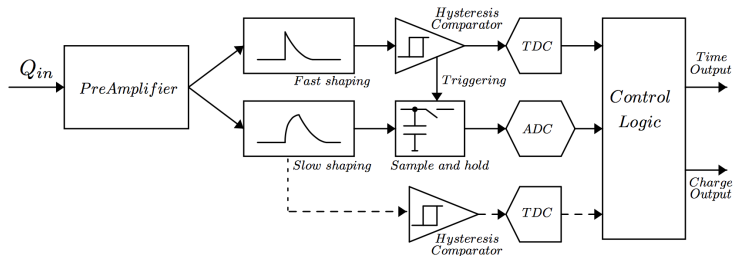 Hysteresis
Comparator
TDC
Fast shaping
Triggering
Q_in
PreAmplifier
Time
Output
Control
Logic
ADC
Slow shaping
Sample and hold
Charge
Output
TDC
Hysteresis
Comparator